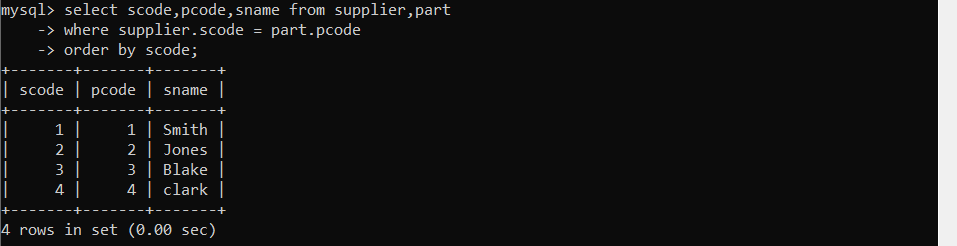 mysql> select scode,pcode,sname from supplier,part
    -> where supplier.scode = part.pcode
    -> order by scode;
+-------+-------+-------+
| scode | pcode | sname |
+-------+-------+-------+
|     1 |     1 | Smith |
|     2 |     2 | Jones |
|     3 |     3 | Blake |
|     4 |     4 | clark |
+-------+-------+-------+
4 rows in set (0.00 sec)